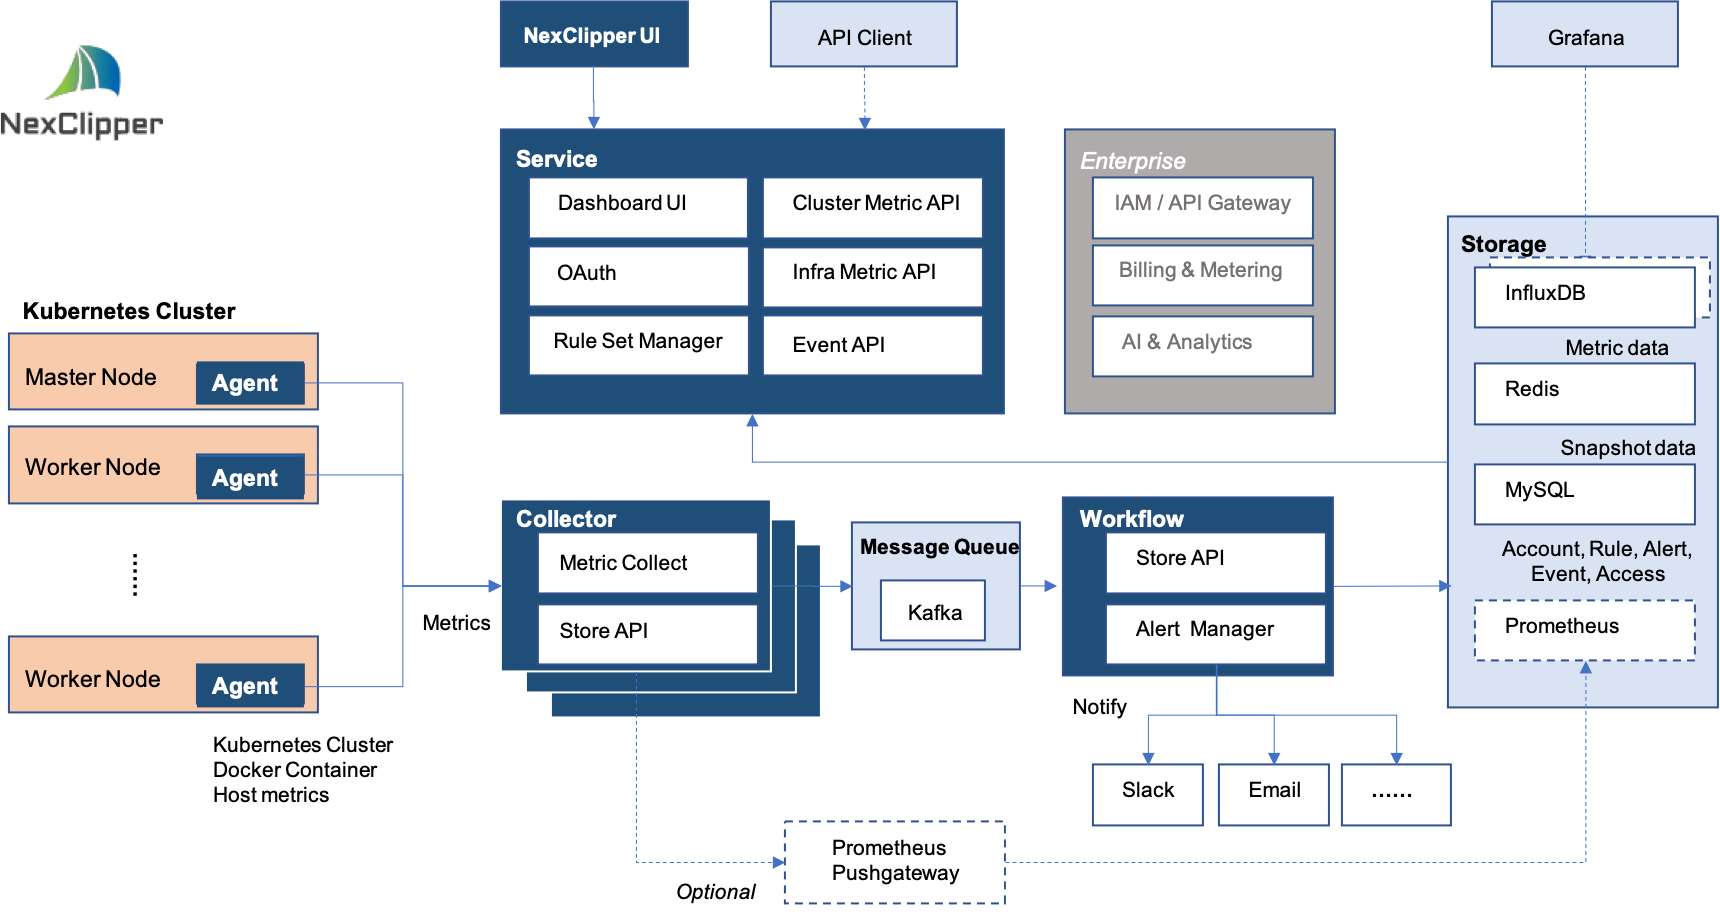 NexClipper UI
API Client
Grafana
NexClipper
Service
Dashboard UI
Cluster Metric API
OAuth
Infra Metric API
Rule Set Manager
Event API
Enterprise
IAM / API Gateway
Billing & Metering
AI & Analytics
Storage
InfluxDB
Metric data
Redis
Snapshot data
MySQL
Account, Rule, Alert,
Event, Access
Prometheus
Kubernetes Cluster
Master Node
Agent
Worker Node
Agent
......
Worker Node
Agent
Kubernetes Cluster
Docker Container
Host metrics
Metrics
Collector
Metric Collect
Store API
Message Queue
Kafka
Workflow
Store API
Alert Manager
Notify
Slack
Email
......
Prometheus
Pushgateway
Optional